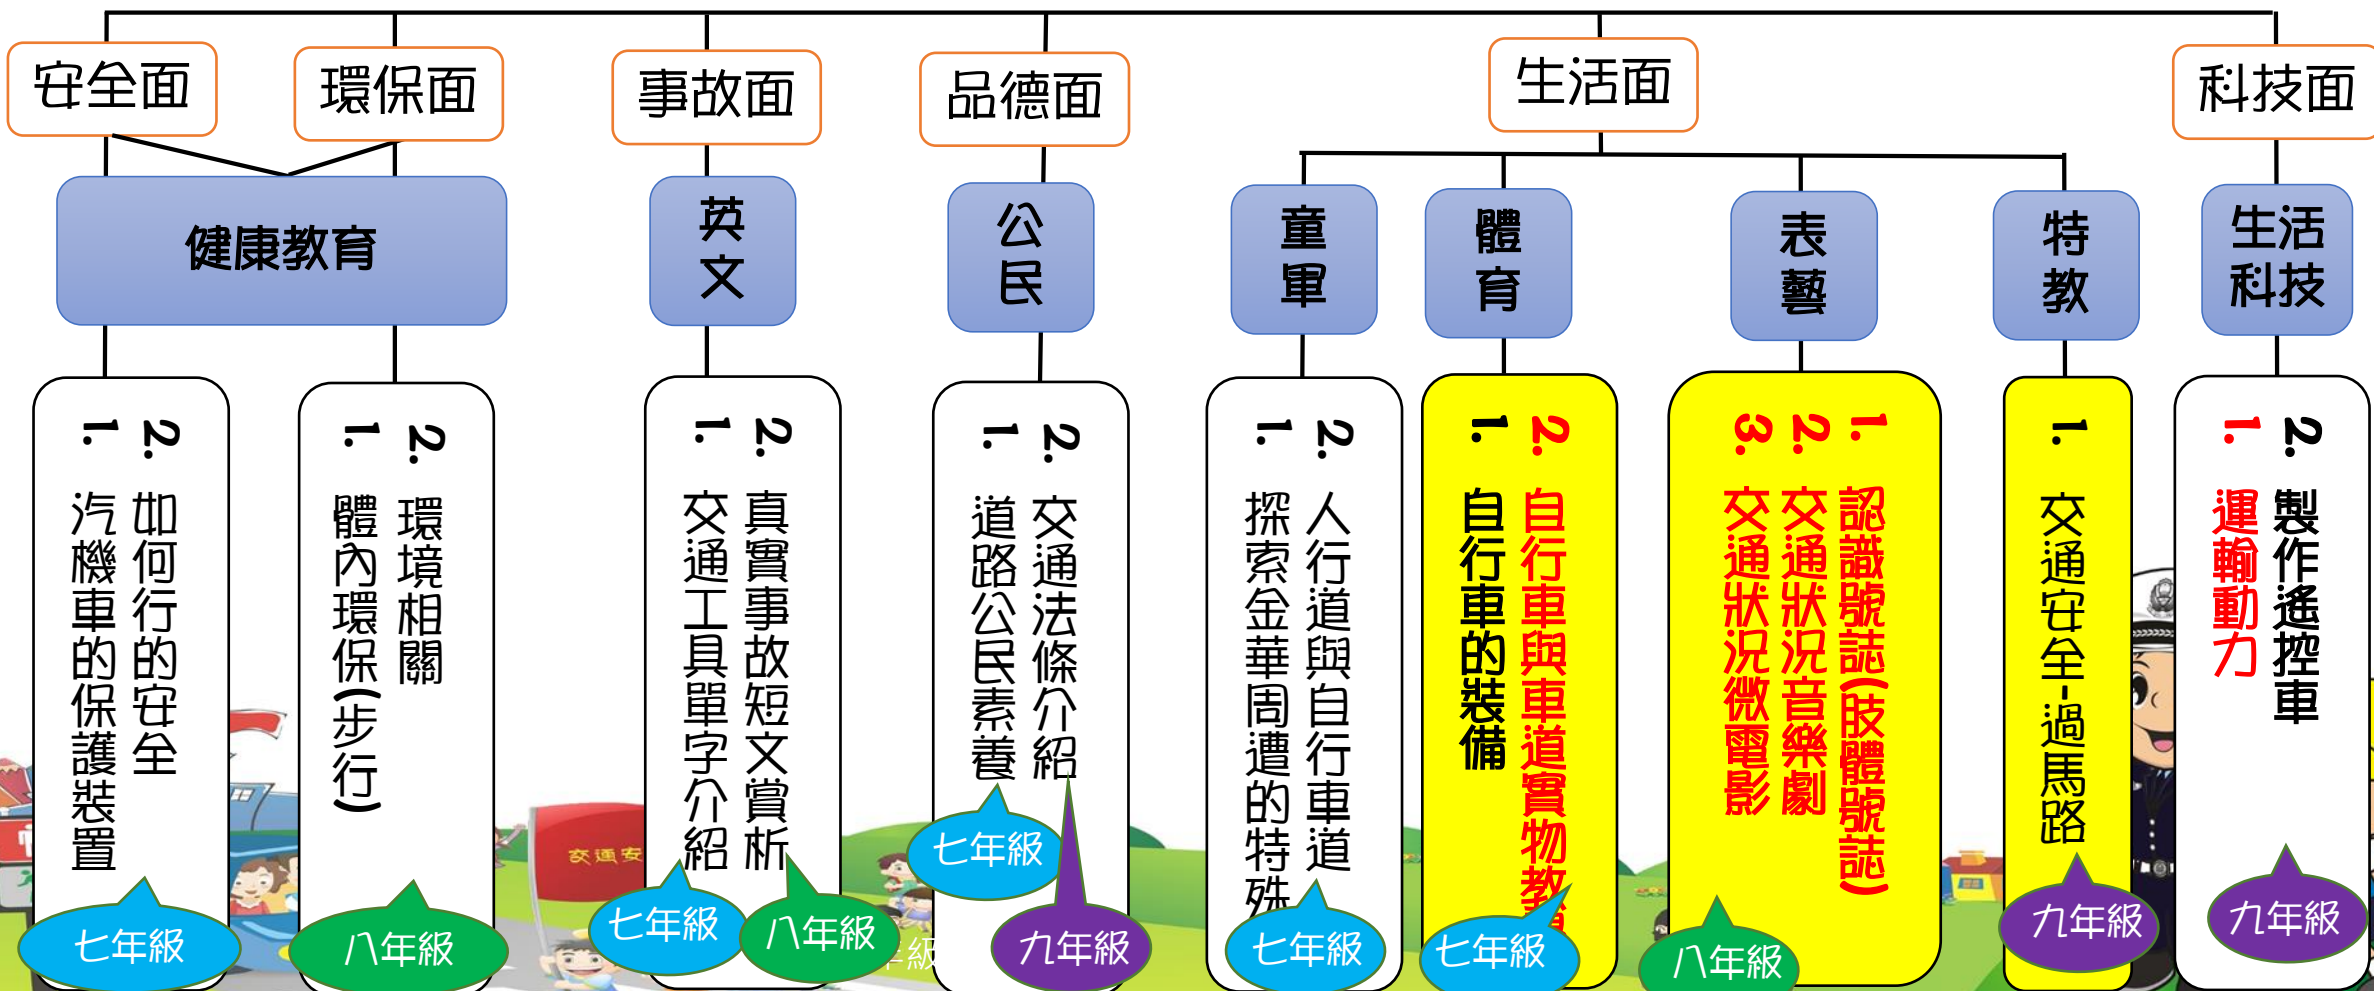 安全面
環保面
事故面
品德面
生活面
科技面
健康教育
英文
公民
童軍
體育
表藝
特教
生活
科技
1. 汽機車的保護裝置
2. 如何行的安全
七年級
1. 體內環保(步行)
2. 環境相關
八年級
1. 交通工具單字介紹
2. 真實事故短文賞析
七年級
八年級
1. 道路公民素養
2. 交通法條介紹
七年級
九年級
1. 探索金華周遭的特殊
2. 人行道與自行車道
七年級
1. 自行車的裝備
2. 自行車與車道實物教
七年級
1. 認識號誌(肢體號誌)
2. 交通狀況音樂劇
3. 交通狀況微電影
八年級
1. 交通安全-過馬路
九年級
1. 運輸動力
2. 製作遙控車
九年級
交通安
年級